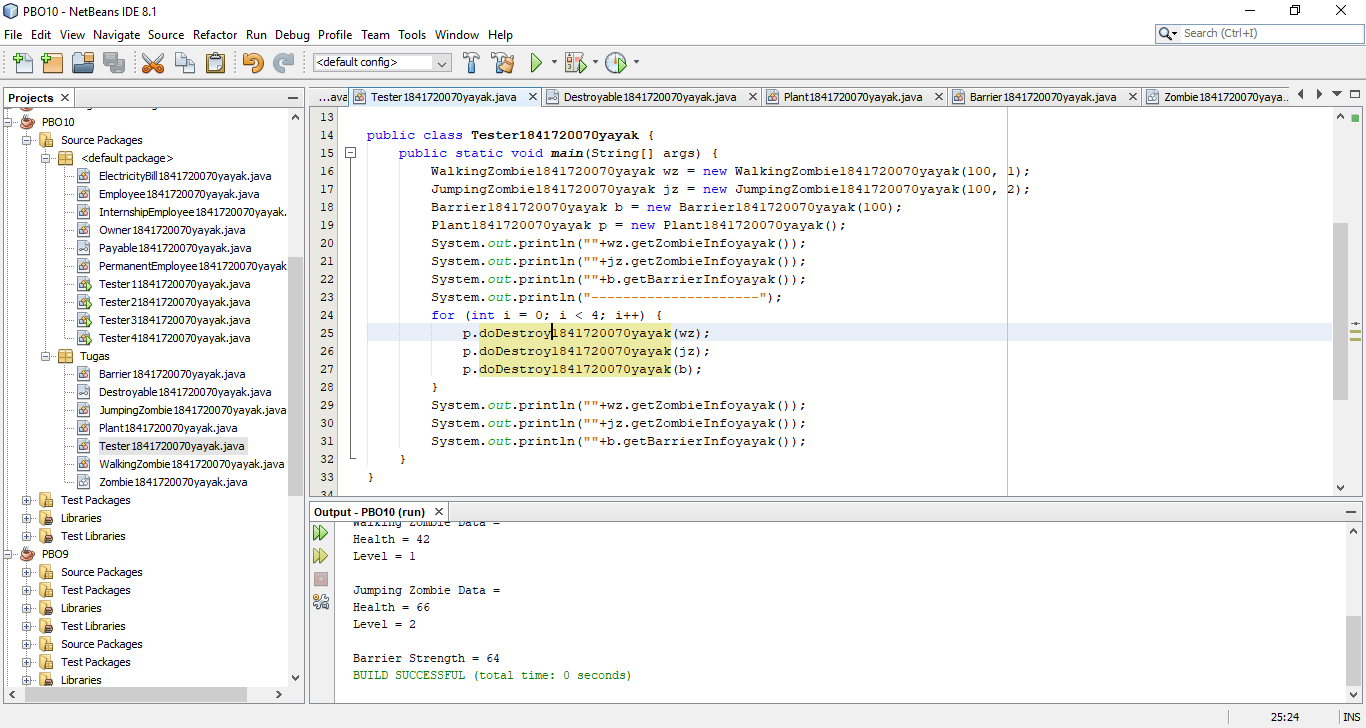 PBO10 - NetBeans IDE 8.1
File Edit View Navigate Source Refactor Run Debug Profile Team Tools Window Help
Search (Ctrl+I)
<default config>
Projects
PBO10
Source Packages
<default package>
ElectricityBill1841720070yayak.java
Employee1841720070yayak.java
InternshipEmployee1841720070yayak.
Owner1841720070yayak.java
Payable1841720070yayak.java
PermanentEmployee1841720070yayak
Tester11841720070yayak.java
Tester21841720070yayak.java
Tester31841720070yayak.java
Tester41841720070yayak.java
Tugas
Barrier1841720070yayak.java
Destroyable1841720070yayak.java
JumpingZombie1841720070yayak.java
Plant1841720070yayak.java
Tester1841720070yayak.java
WalkingZombie1841720070yayak.java
Zombie1841720070yayak.java
Test Packages
Libraries
Test Libraries
PBO9
Source Packages
Test Packages
Libraries
Test Libraries
Source Packages
Test Packages
Libraries
...ava Tester1841720070yayak.java Destroyable1841720070yayak.java Plant1841720070yayak.java Barrier1841720070yayak.java Zombie1841720070yaya...
13
14 public class Tester1841720070yayak {
15 public static void main(String[] args) {
16 WalkingZombie1841720070yayak wz = new WalkingZombie1841720070yayak(100, 1);
17 JumpingZombie1841720070yayak jz = new JumpingZombie1841720070yayak(100, 2);
18 Barrier1841720070yayak b = new Barrier1841720070yayak(100);
19 Plant1841720070yayak p = new Plant1841720070yayak();
20 System.out.println(""+wz.getZombieInfoyayak());
21 System.out.println(""+jz.getZombieInfoyayak());
22 System.out.println(""+b.getBarrierInfoyayak());
23 System.out.println("---------------------");
24 for (int i = 0; i < 4; i++) {
25 p.doDestroy1841720070yayak(wz);
26 p.doDestroy1841720070yayak(jz);
27 p.doDestroy1841720070yayak(b);
28 }
29 System.out.println(""+wz.getZombieInfoyayak());
30 System.out.println(""+jz.getZombieInfoyayak());
31 System.out.println(""+b.getBarrierInfoyayak());
32 }
33 }
34
Output - PBO10 (run)
Walking Zombie Data =
Health = 42
Level = 1
Jumping Zombie Data =
Health = 66
Level = 2
Barrier Strength = 64
BUILD SUCCESSFUL (total time: 0 seconds)
25:24 INS